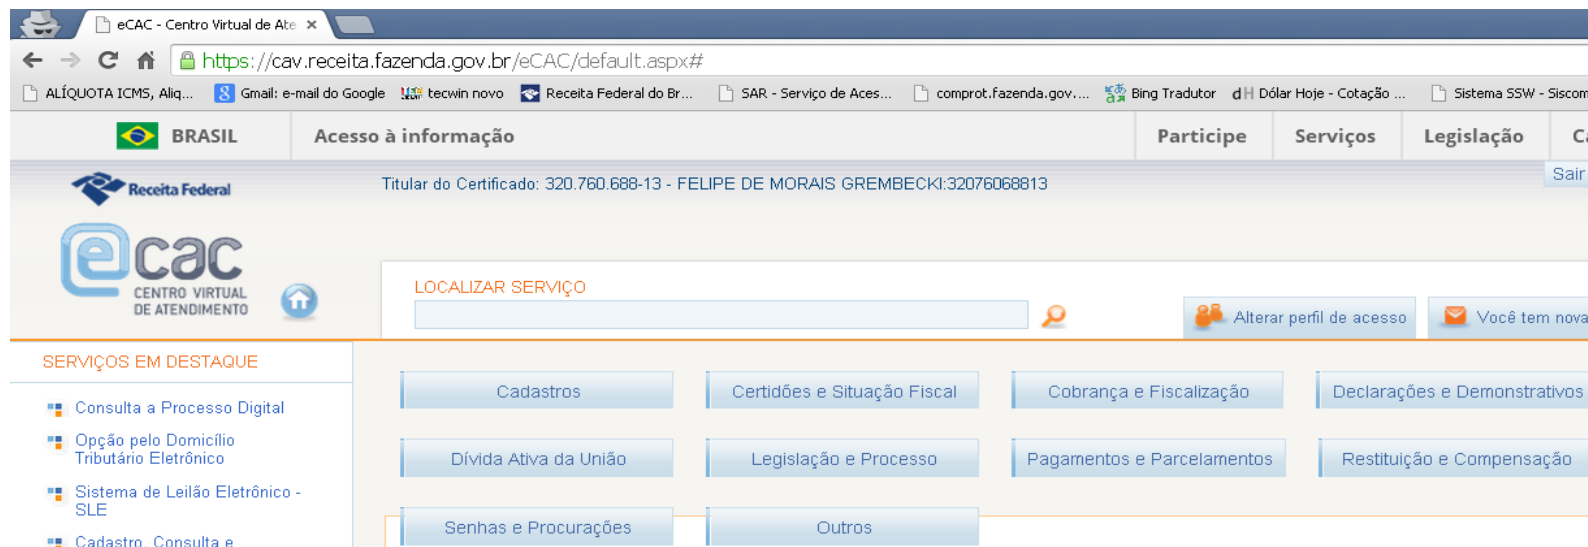 eCAC - Centro Virtual de Ate
https://cav.receita.fazenda.gov.br/eCAC/default.aspx#
ALÍQUOTA ICMS, Aliq... Gmail: e-mail do Google tecwin novo Receita Federal do Br... SAR - Serviço de Aces... comprot.fazenda.gov.... Bing Tradutor dH Dólar Hoje - Cotação ... Sistema SSW - Siscom
BRASIL Acesso à informação Participe Serviços Legislação Ca
Receita Federal Titular do Certificado: 320.760.688-13 - FELIPE DE MORAIS GREMBECKI:32076068813 Sair
ecac
CENTRO VIRTUAL
DE ATENDIMENTO
LOCALIZAR SERVIÇO
Alterar perfil de acesso Você tem nova
SERVIÇOS EM DESTAQUE
Consulta a Processo Digital
Opção pelo Domicílio
Tributário Eletrônico
Sistema de Leilão Eletrônico -
SLE
Cadastro, Consulta e
Cadastros Certidões e Situação Fiscal Cobrança e Fiscalização Declarações e Demonstrativos
Dívida Ativa da União Legislação e Processo Pagamentos e Parcelamentos Restituição e Compensação
Senhas e Procurações Outros